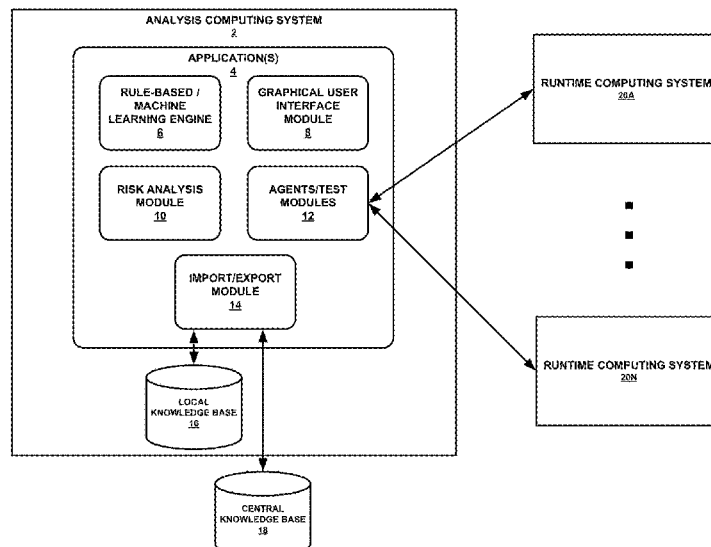 ANALYSIS COMPUTING SYSTEM
2
APPLICATION(S)
4
RULE-BASED /
MACHINE
LEARNING ENGINE
6
GRAPHICAL USER
INTERFACE
MODULE
8
RISK ANALYSIS
MODULE
10
AGENTS/TEST
MODULES
12
IMPORT/EXPORT
MODULE
14
LOCAL
KNOWLEDGE BASE
16
CENTRAL
KNOWLEDGE BASE
18
RUNTIME COMPUTING SYSTEM
20A
RUNTIME COMPUTING SYSTEM
20N